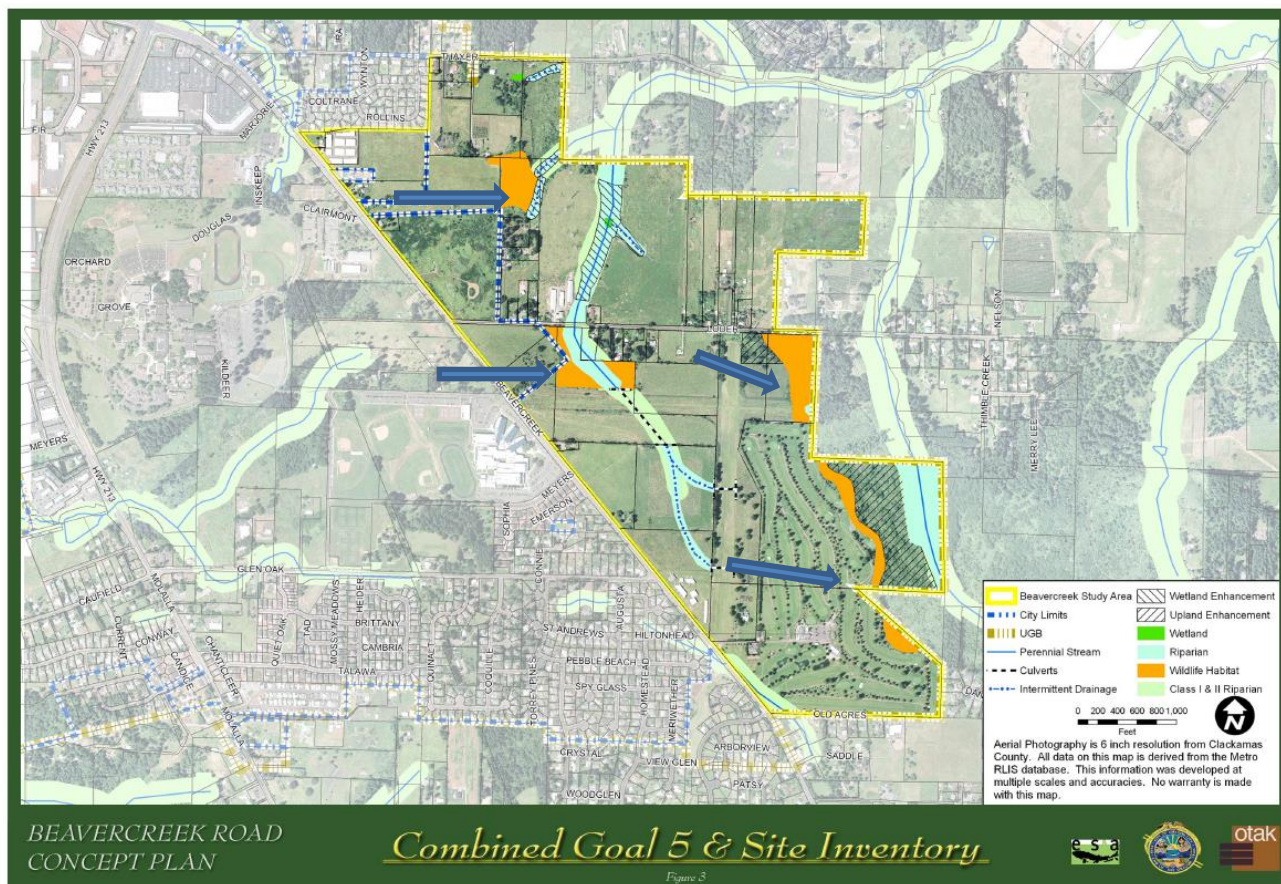 THAYER
IRA
WYNTON
COLTRANE
ROLLINS
MARJORIE
FIR
HWY 213
INSKEEP
CLAIRMONT
DOUGLAS
ORCHARD
GROVE
KILDEER
LODER
NELSON
THIMBLE CREEK
MERRY LEE
BEAVERCREEK
MEYERS
MEYERS
EMERSON
SOPHIA
CONNIE
HWY 213
GLEN OAK
CAUFIELD
MOLALLA
CONWAY
CURRENT
CANDICE
CHANTICLEER
MOLALLA
QUIET OAK
TAD
MOSSY MEADOWS
HEIDER
BRITTANY
CAMBRIA
TALAWA
QUINACT
COQUILLE
TORREY PINES
ST ANDREWS
AUGUSTA
HILTONHEAD
PEBBLE BEACH
SPY GLASS
HOMESTEAD
MERIWETHER
OLD ACRES
CRYSTAL
VIEW GLEN
ARBORVIEW
SADDLE
PATSY
WOODGLEN
Beavercreek Study Area
City Limits
UGB
Perennial Stream
Culverts
Intermittent Drainage
Wetland Enhancement
Upland Enhancement
Wetland
Riparian
Wildlife Habitat
Class I & II Riparian
0 200 400 600 800 1,000
Feet
N
Aerial Photography is 6 inch resolution from Clackamas
County. All data on this map is derived from the Metro
RLIS database. This information was developed at
multiple scales and accuracies. No warranty is made
with this map.
BEAVERCREEK ROAD
CONCEPT PLAN
Combined Goal 5 & Site Inventory
Figure 3
esa
otak